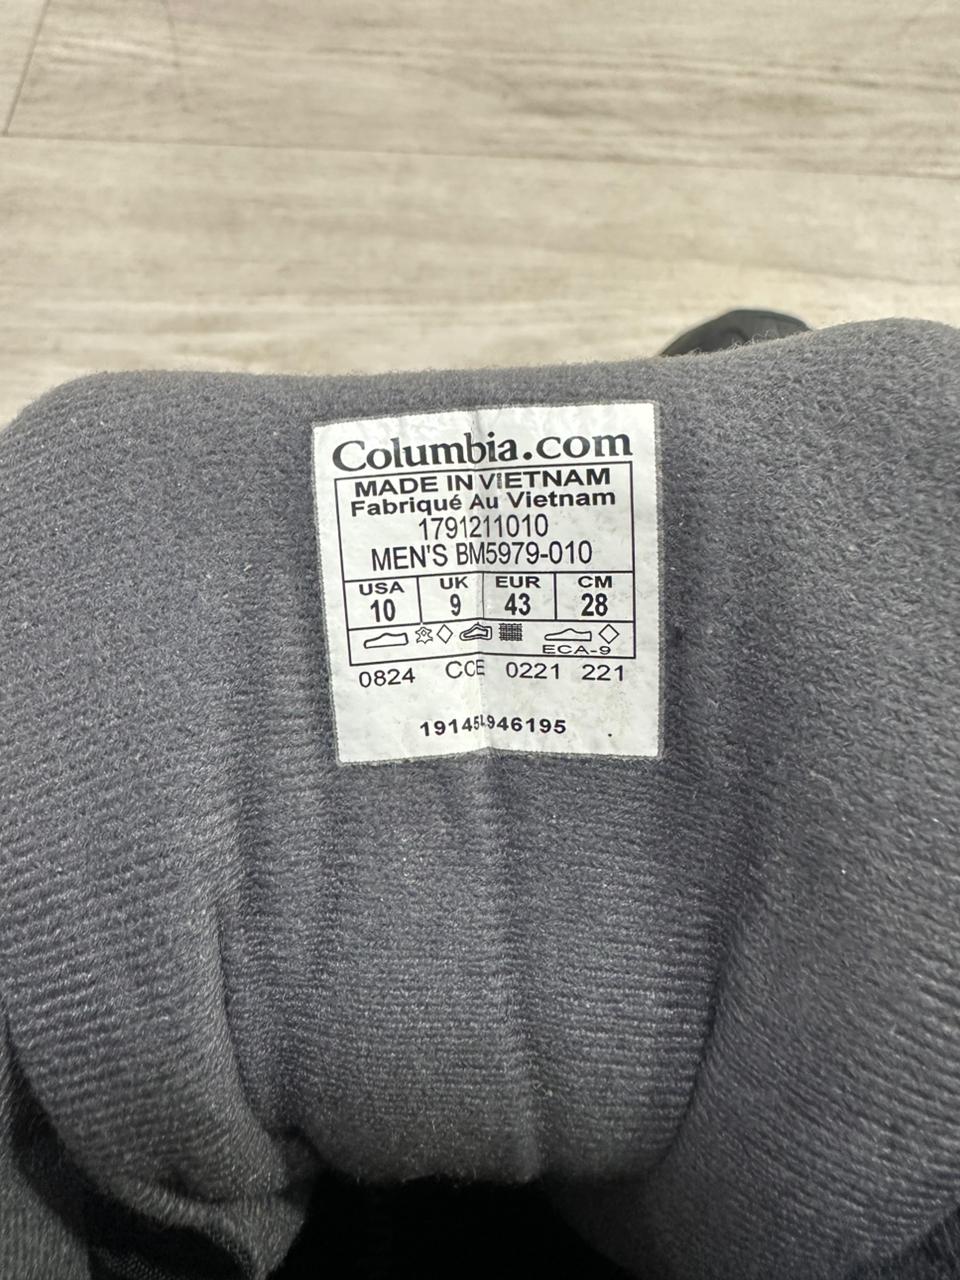 Columbia.com
MADE IN VIETNAM
Fabriqué Au Vietnam
1791211010
MEN'S BM5979-010
USA UK EUR CM
10 9 43 28
ECA-9
0824 CCE 0221 221